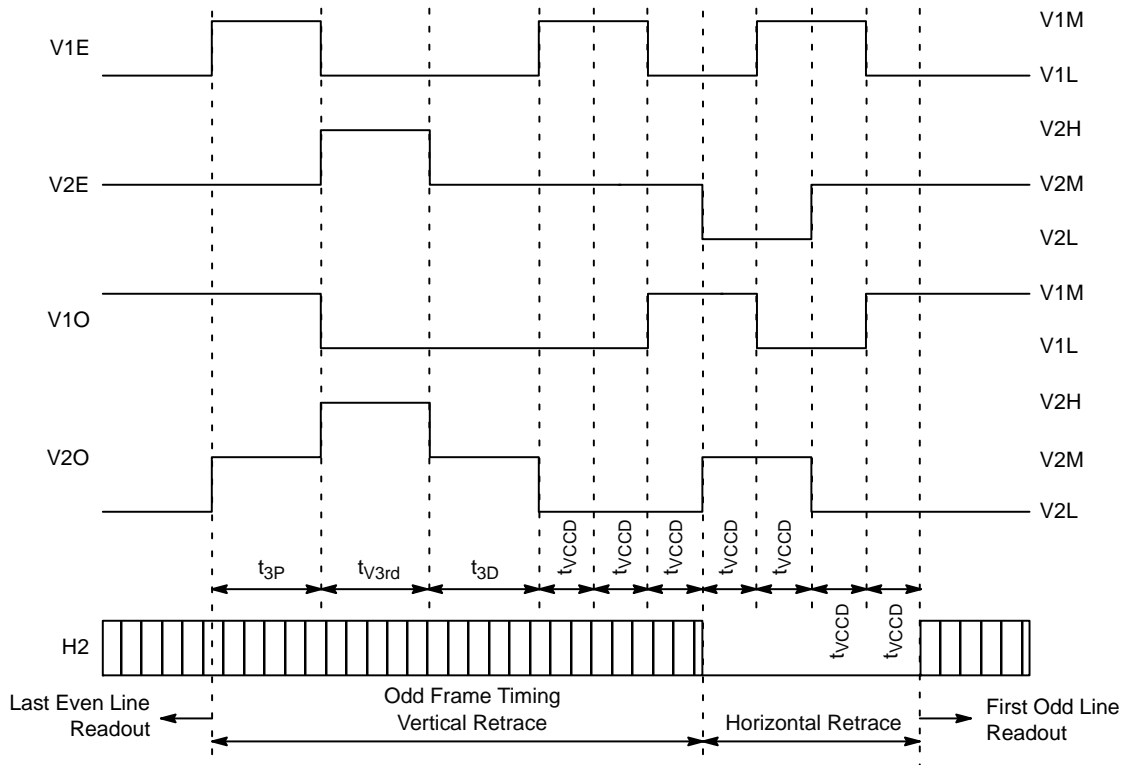 V1E
V1M
V1L
V2H
V2E
V2M
V2L
V1M
V1O
V1L
V2H
V2O
V2M
V2L
t3P
tV3rd
t3D
tVCCD
tVCCD
tVCCD
tVCCD
tVCCD
tVCCD
tVCCD
H2
Last Even Line
Readout
Odd Frame Timing
Vertical Retrace
Horizontal Retrace
First Odd Line
Readout